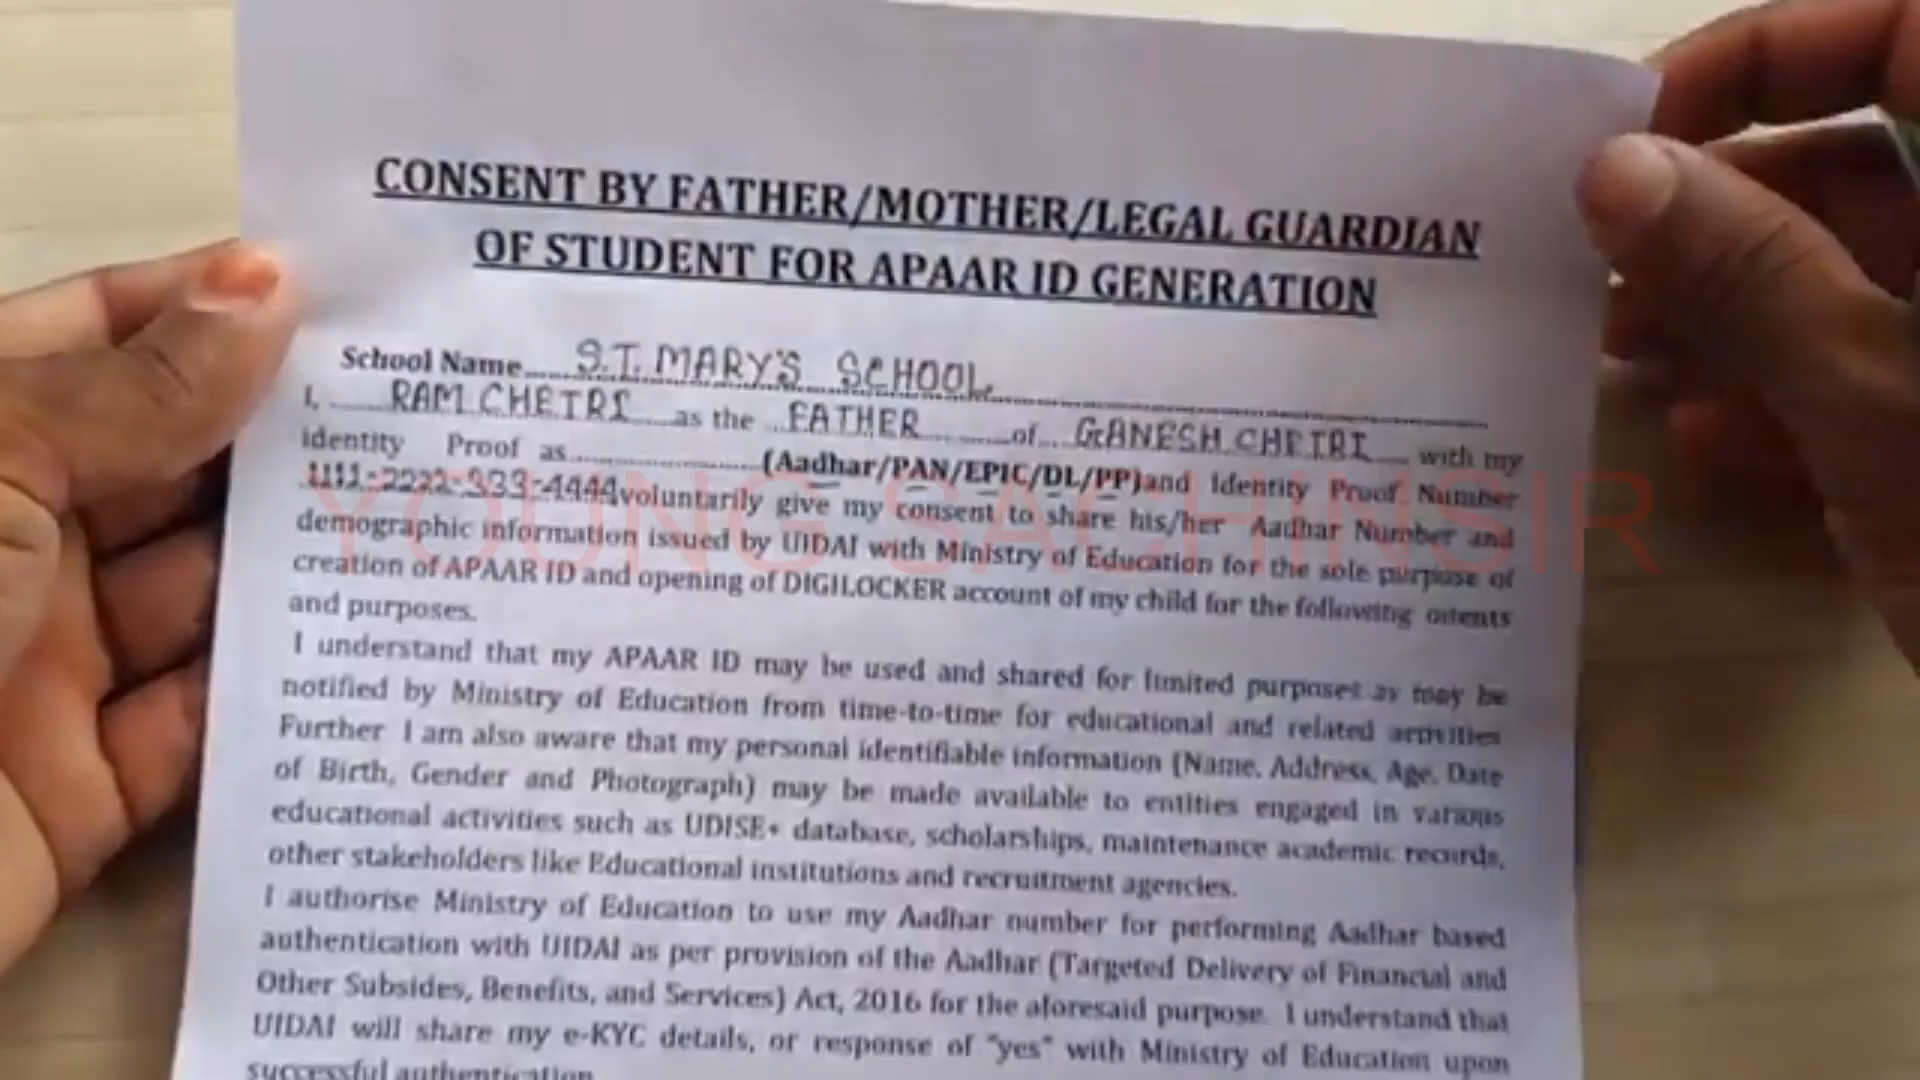 CONSENT BY FATHER/MOTHER/LEGAL GUARDIAN
OF STUDENT FOR APAAR ID GENERATION
School Name S.T. MARY'S SCHOOL
I, RAM CHETRI as the FATHER of GANESH CHETRI with my
identity Proof as (Aadhar/PAN/EPIC/DL/PP)and Identity Proof Number
1111-2222-333-4444 voluntarily give my consent to share his/her Aadhar Number and
demographic information issued by UIDAI with Ministry of Education for the sole purpose of
creation of APAAR ID and opening of DIGILOCKER account of my child for the following
and purposes.
I understand that my APAAR ID may be used and shared for limited purposes as may be
notified by Ministry of Education from time-to-time for educational and related activities
Further I am also aware that my personal identifiable information (Name, Address, Age, Date
of Birth, Gender and Photograph) may be made available to entities engaged in various
educational activities such as UDISE+ database, scholarships, maintenance academic records,
other stakeholders like Educational institutions and recruitment agencies.
I authorise Ministry of Education to use my Aadhar number for performing Aadhar based
authentication with UIDAI as per provision of the Aadhar (Targeted Delivery of Financial and
Other Subsides, Benefits, and Services) Act, 2016 for the aforesaid purpose. I understand that
UIDAI will share my e-KYC details, or response of "yes" with Ministry of Education upon
successful authentication
YOUNG SACHINSIR